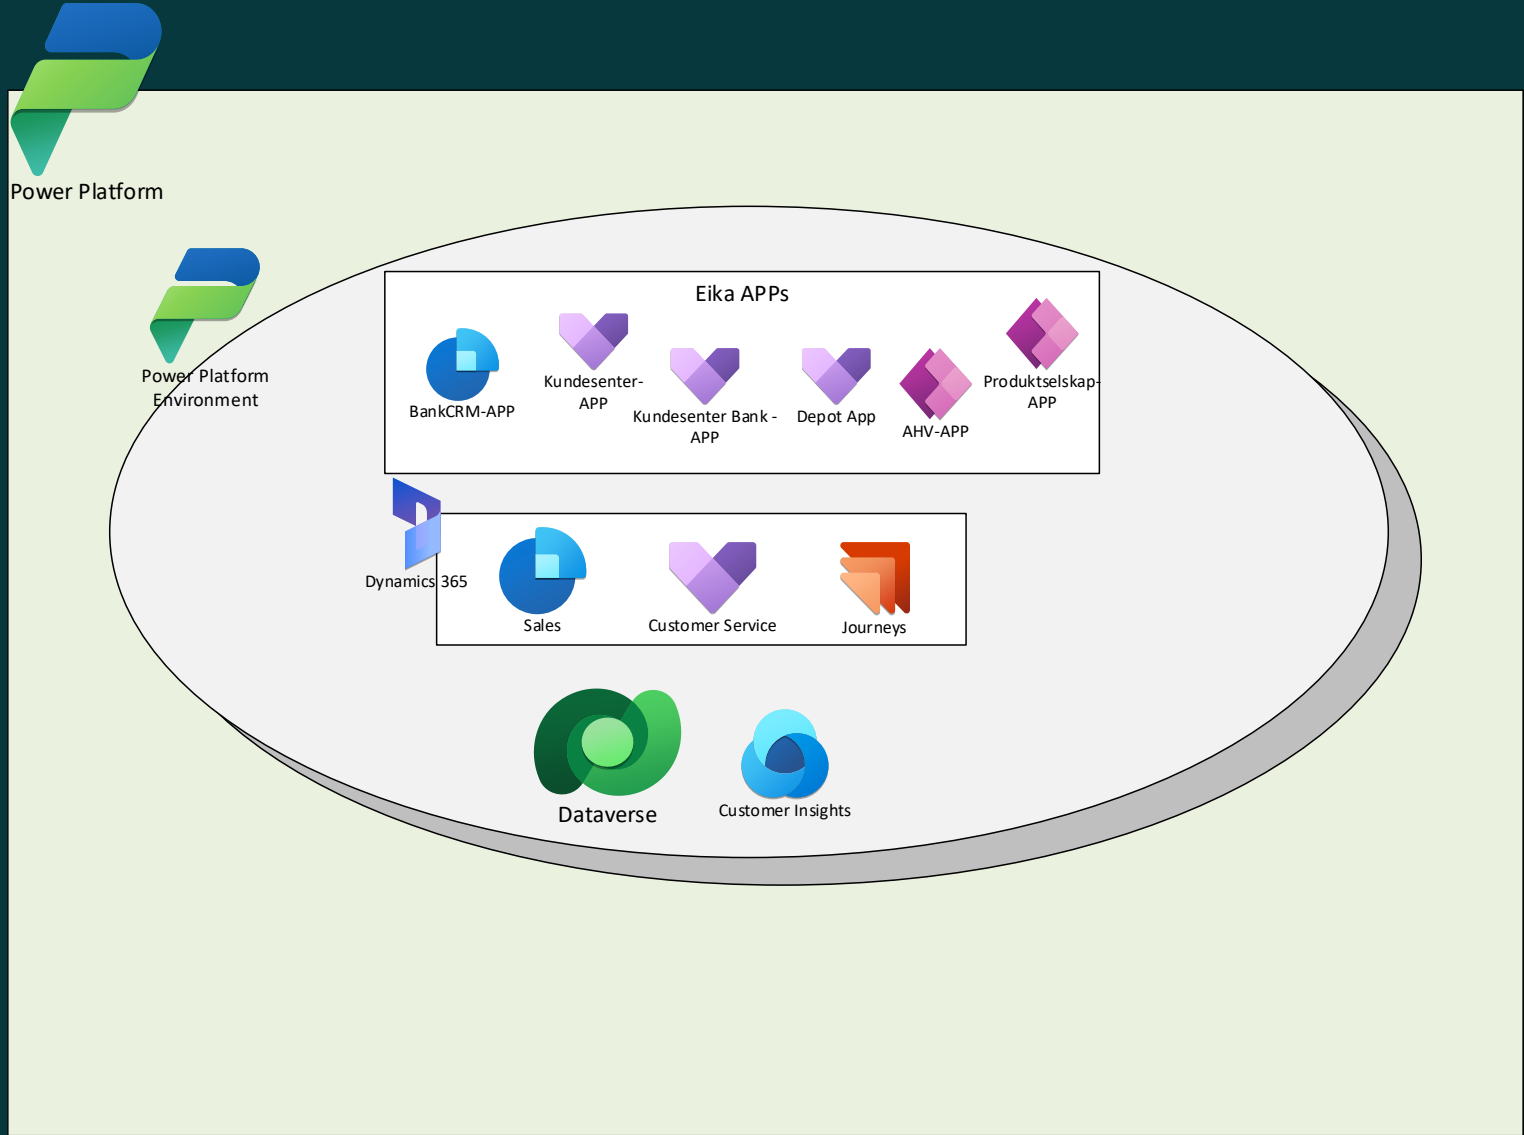 Power Platform
Power Platform
Environment
Eika APPs
BankCRM-APP
Kundesenter-
APP
Kundesenter Bank -
APP
Depot App
AHV-APP
Produktselskap-
APP
Dynamics 365
Sales
Customer Service
Journeys
Dataverse
Customer Insights